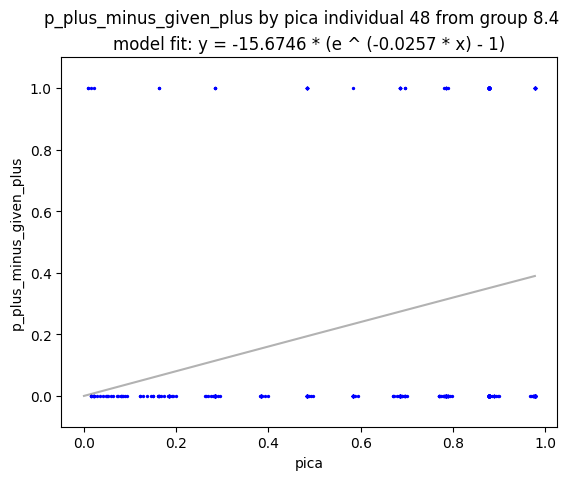 p_plus_minus_given_plus by pica individual 48 from group 8.4
model fit: y = -15.6746 * (e ^ (-0.0257 * x) - 1)
1.0
0.8
0.6
0.4
0.2
0.0
p_plus_minus_given_plus
0.0 0.2 0.4 0.6 0.8 1.0
pica